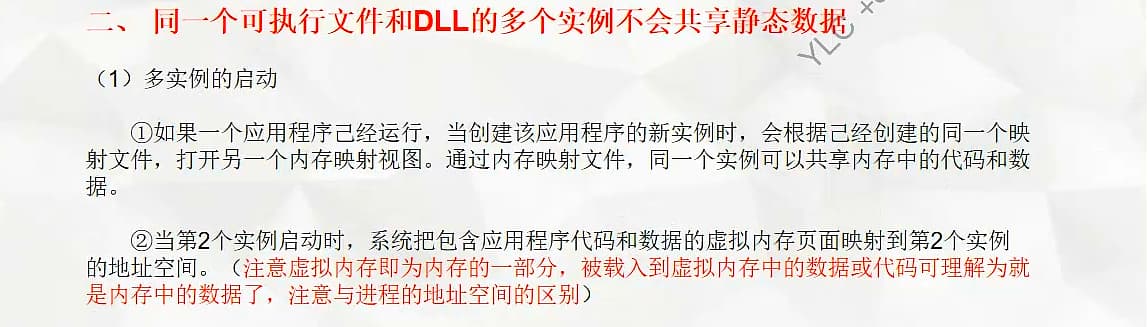 二、 同一个可执行文件和DLL的多个实例不会共享静态数据
YLC +
（1）多实例的启动
①如果一个应用程序己经运行，当创建该应用程序的新实例时，会根据己经创建的同一个映
射文件，打开另一个内存映射视图。通过内存映射文件，同一个实例可以共享内存中的代码和数
据。
②当第2个实例启动时，系统把包含应用程序代码和数据的虚拟内存页面映射到第2个实例
的地址空间。（注意虚拟内存即为内存的一部分，被载入到虚拟内存中的数据或代码可理解为就
是内存中的数据了，注意与进程的地址空间的区别）